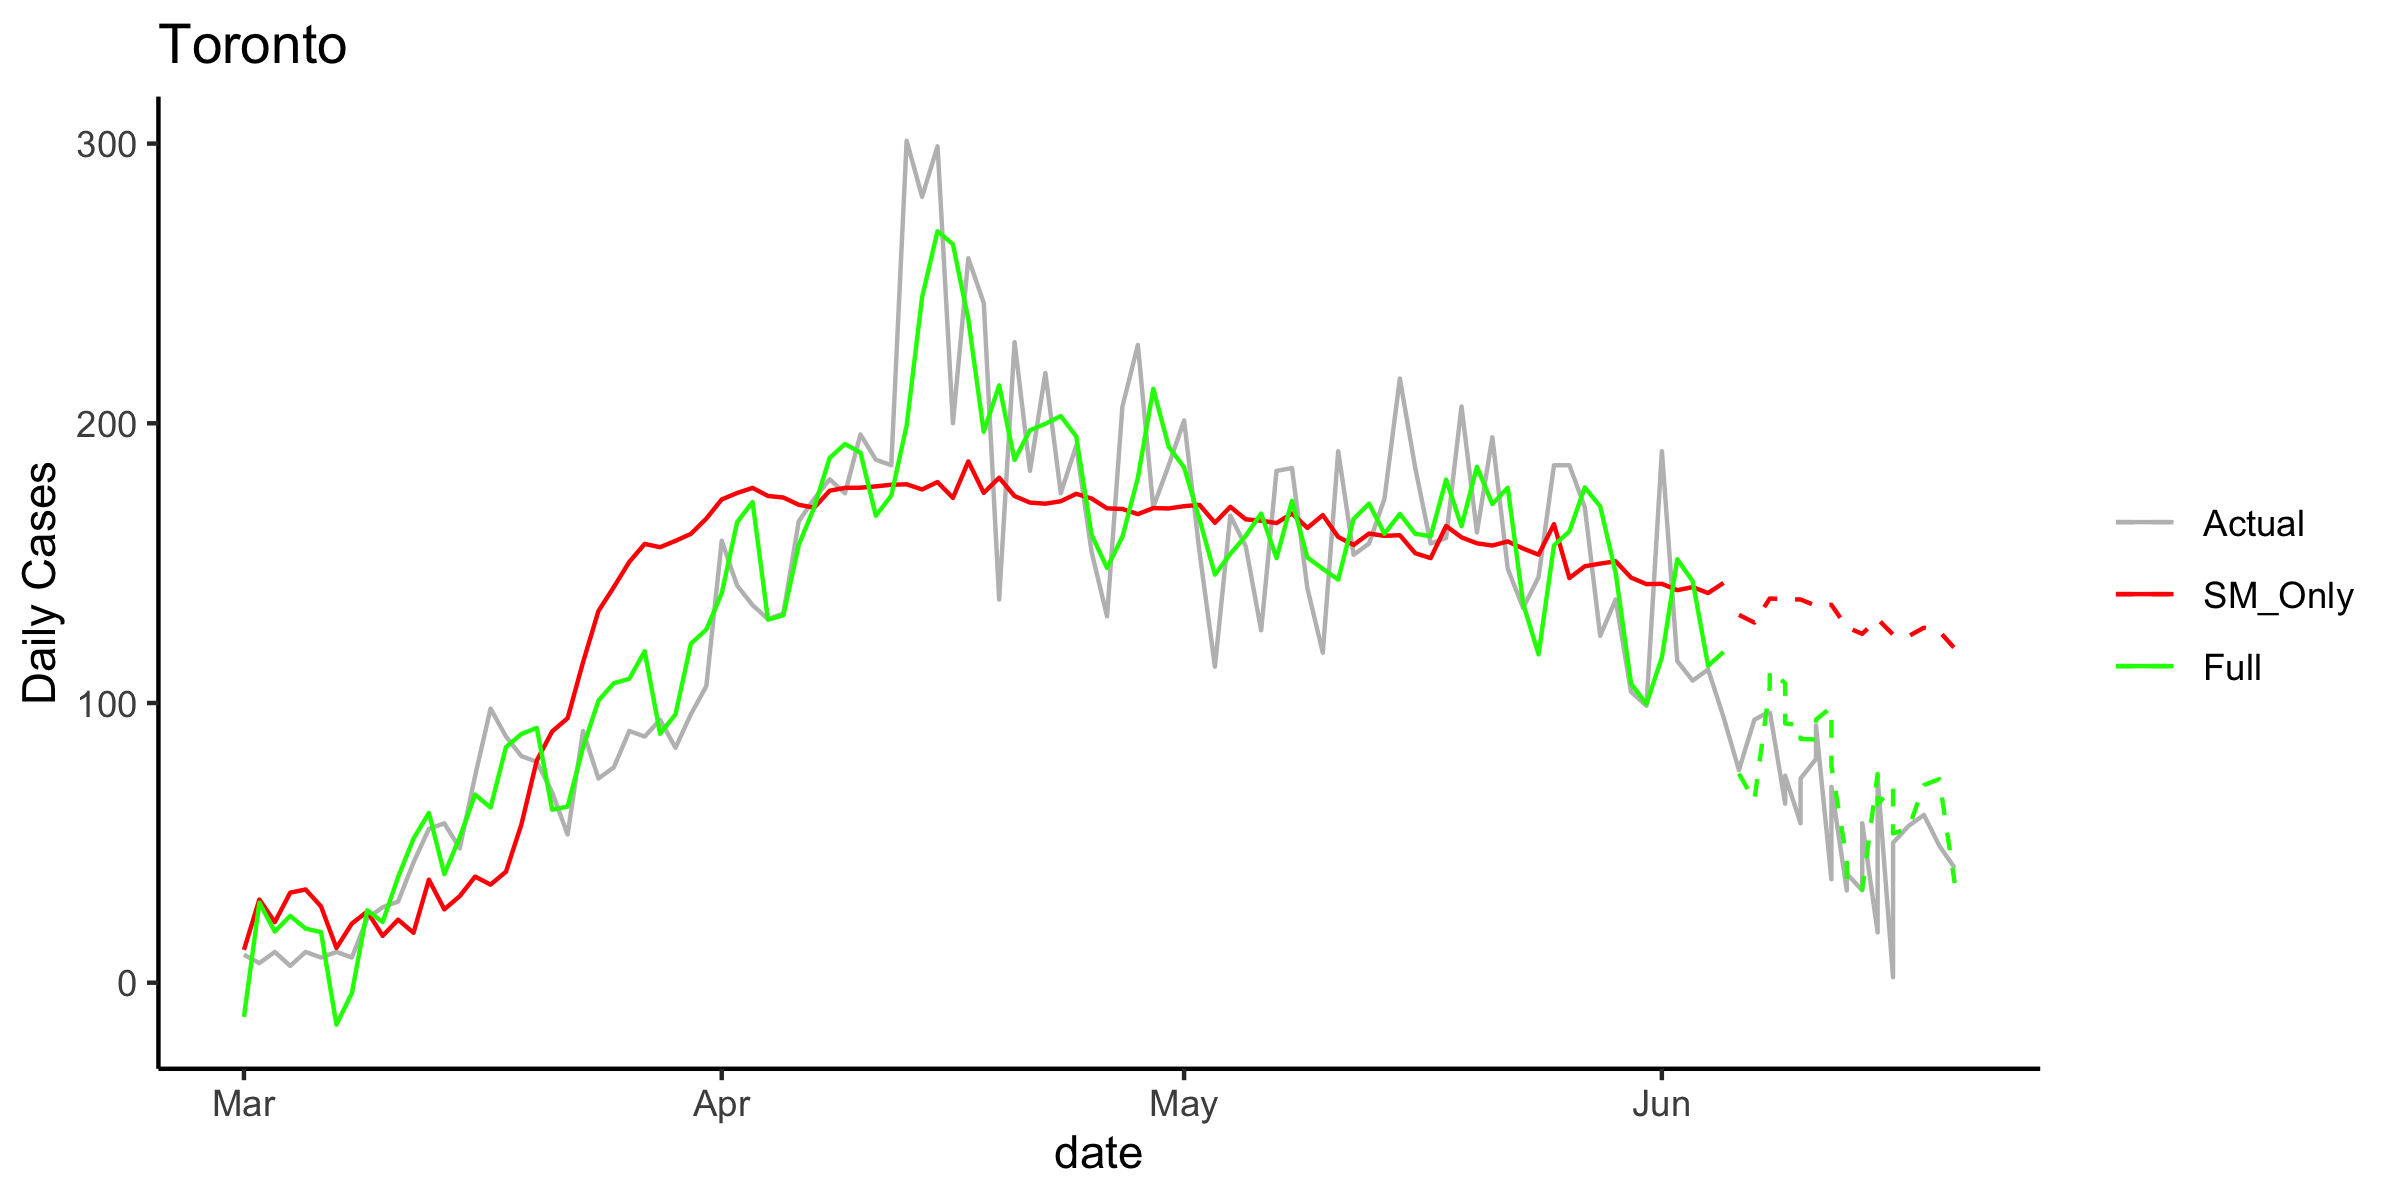 Toronto
Daily Cases
300
200
100
0
Mar Apr May Jun
date
Actual
SM_Only
Full